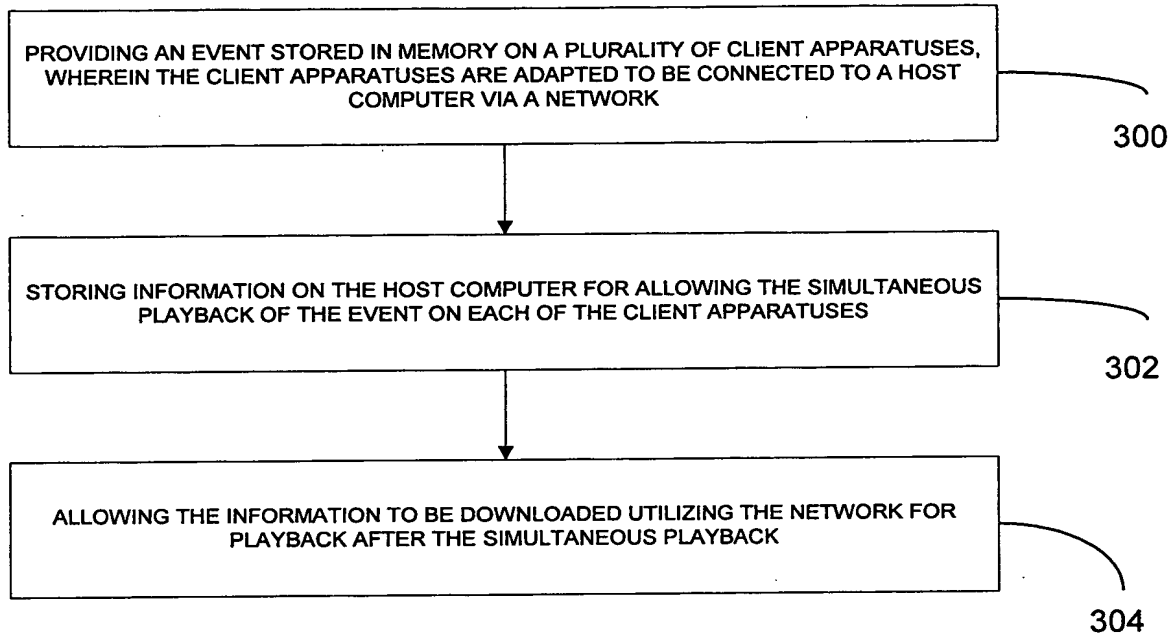 PROVIDING AN EVENT STORED IN MEMORY ON A PLURALITY OF CLIENT APPARATUSES,
WHEREIN THE CLIENT APPARATUSES ARE ADAPTED TO BE CONNECTED TO A HOST
COMPUTER VIA A NETWORK
300
STORING INFORMATION ON THE HOST COMPUTER FOR ALLOWING THE SIMULTANEOUS
PLAYBACK OF THE EVENT ON EACH OF THE CLIENT APPARATUSES
302
ALLOWING THE INFORMATION TO BE DOWNLOADED UTILIZING THE NETWORK FOR
PLAYBACK AFTER THE SIMULTANEOUS PLAYBACK
304